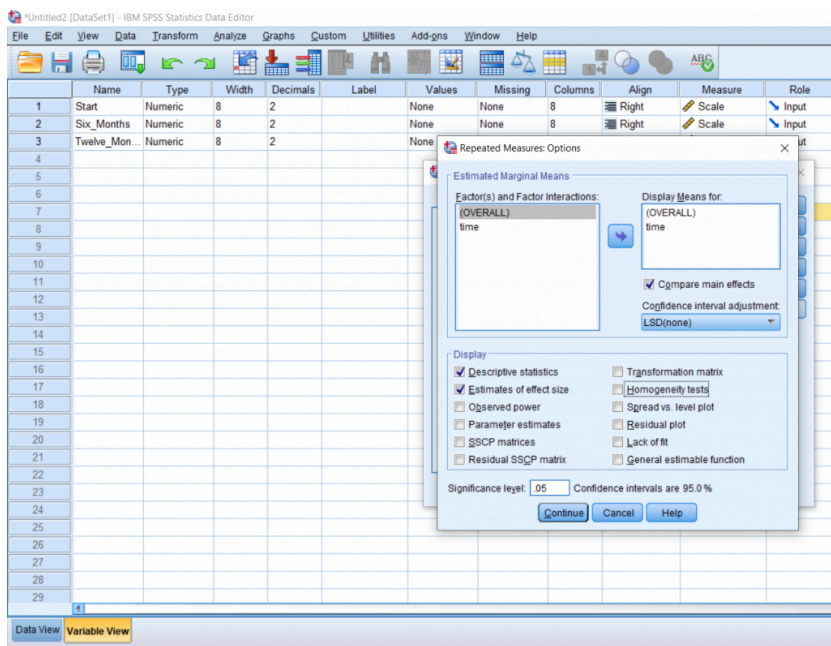 *Untitled2 [DataSet1] - IBM SPSS Statistics Data Editor
File Edit View Data Transform Analyze Graphs Custom Utilities Add-ons Window Help
ABC
Name Type Width Decimals Label Values Missing Columns Align Measure Role
1 Start Numeric 8 2 None None 8 Right Scale Input
2 Six_Months Numeric 8 2 None None 8 Right Scale Input
3 Twelve_Mon... Numeric 8 2 None
4
5
6
7
8
9
10
11
12
13
14
15
16
17
18
19
20
21
22
23
24
25
26
27
28
29
Repeated Measures: Options
Estimated Marginal Means
Factor(s) and Factor Interactions:
(OVERALL)
time
Display Means for:
(OVERALL)
time
Compare main effects
Confidence interval adjustment:
LSD(none)
Display
Descriptive statistics Transformation matrix
Estimates of effect size Homogeneity tests
Observed power Spread vs. level plot
Parameter estimates Residual plot
SSCP matrices Lack of fit
Residual SSCP matrix General estimable function
Significance level: .05 Confidence intervals are 95.0 %
Continue Cancel Help
Data View Variable View